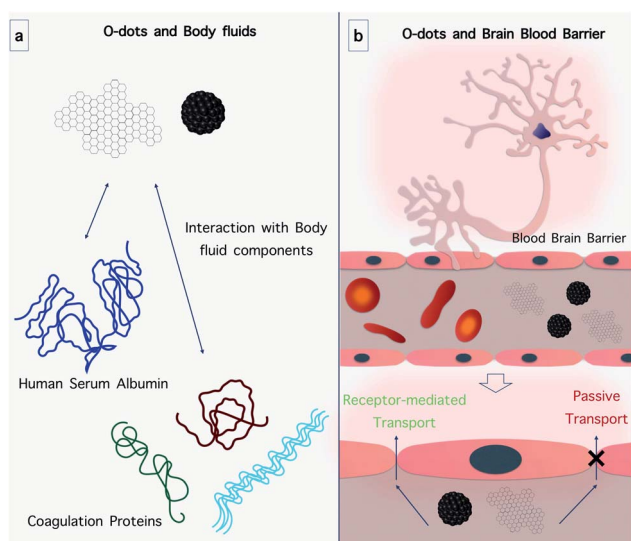 a
O-dots and Body fluids
Interaction with Body
fluid components
Human Serum Albumin
Coagulation Proteins
b
O-dots and Brain Blood Barrier
Blood Brain Barrier
Receptor-mediated
Transport
Passive
Transport